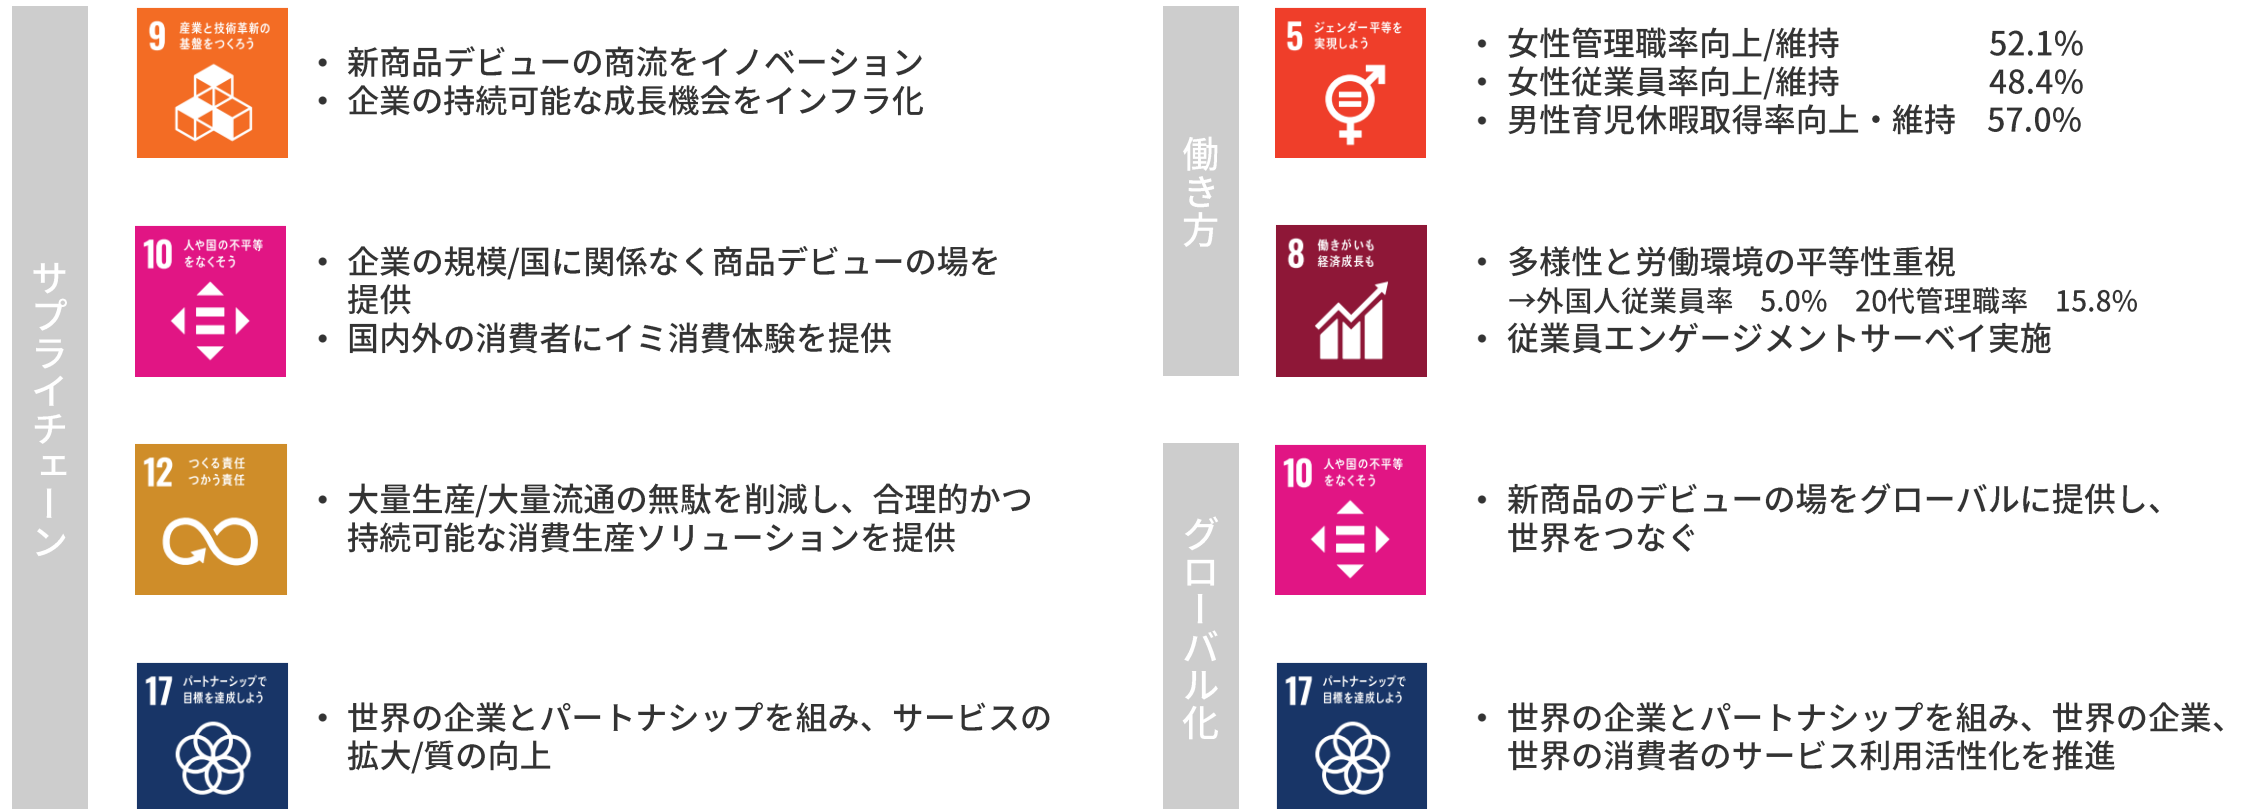 サプライチェーン
9 産業と技術革新の
基盤をつくろう
• 新商品デビューの商流をイノベーション
• 企業の持続可能な成長機会をインフラ化
10 人や国の不平等
をなくそう
• 企業の規模/国に関係なく商品デビューの場を
提供
• 国内外の消費者にイミ消費体験を提供
12 つくる責任
つかう責任
• 大量生産/大量流通の無駄を削減し、合理的かつ
持続可能な消費生産ソリューションを提供
17 パートナーシップで
目標を達成しよう
• 世界の企業とパートナシップを組み、サービスの
拡大/質の向上
働き方
5 ジェンダー平等を
実現しよう
• 女性管理職率向上/維持 52.1%
• 女性従業員率向上/維持 48.4%
• 男性育児休暇取得率向上・維持 57.0%
8 働きがいも
経済成長も
• 多様性と労働環境の平等性重視
→外国人従業員率 5.0% 20代管理職率 15.8%
• 従業員エンゲージメントサーベイ実施
グローバル化
10 人や国の不平等
をなくそう
• 新商品のデビューの場をグローバルに提供し、
世界をつなぐ
17 パートナーシップで
目標を達成しよう
• 世界の企業とパートナシップを組み、世界の企業、
世界の消費者のサービス利用活性化を推進